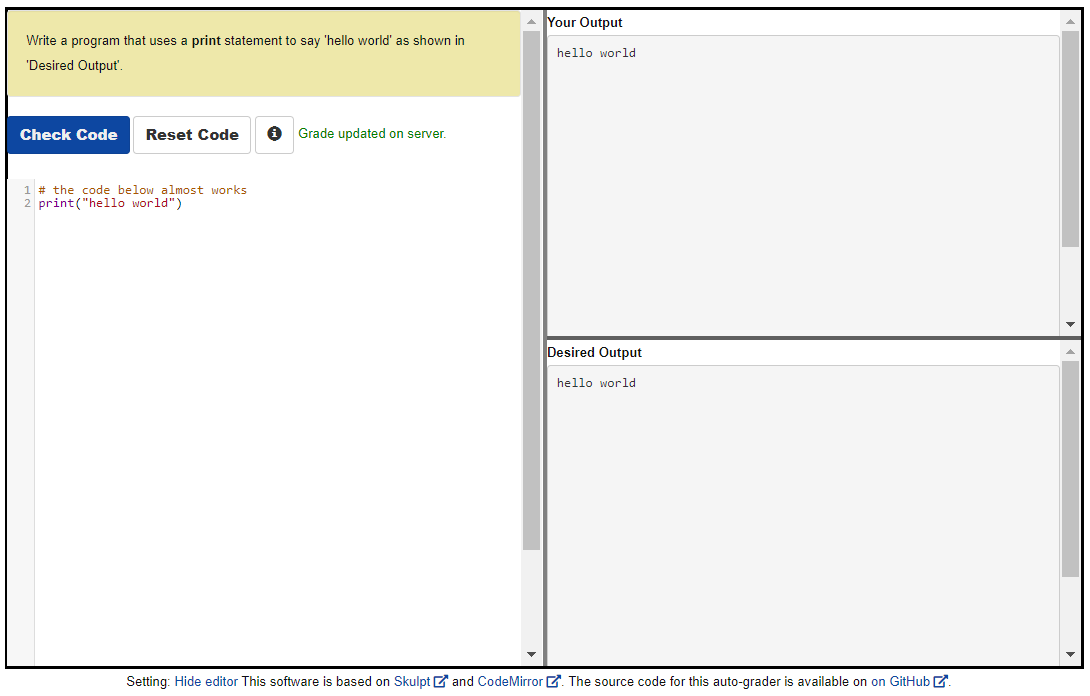 Write a program that uses a print statement to say 'hello world' as shown in
'Desired Output'.
Check Code Reset Code Grade updated on server.
1 # the code below almost works
2 print("hello world")
Your Output
hello world
Desired Output
hello world
Setting: Hide editor This software is based on Skulpt and CodeMirror. The source code for this auto-grader is available on on GitHub.